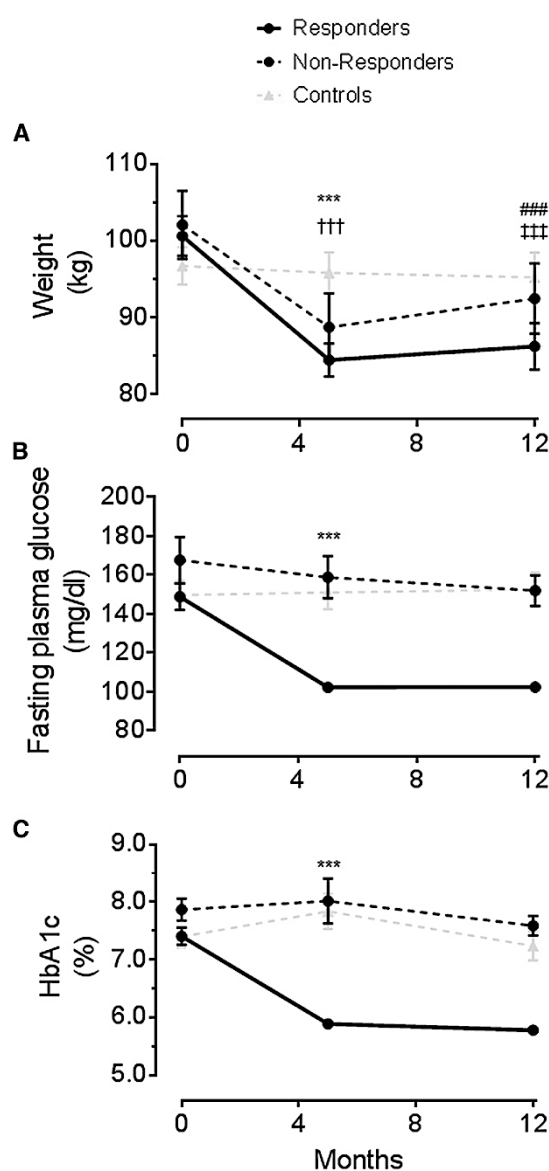 Responders
Non-Responders
Controls
A
110
100
90
80
Weight
(kg)
***
†††
###
‡‡‡
0 4 8 12
B
200
180
160
140
120
100
80
Fasting plasma glucose
(mg/dl)
***
0 4 8 12
C
9.0
8.0
7.0
6.0
5.0
HbA1c
(%)
***
0 4 8 12
Months